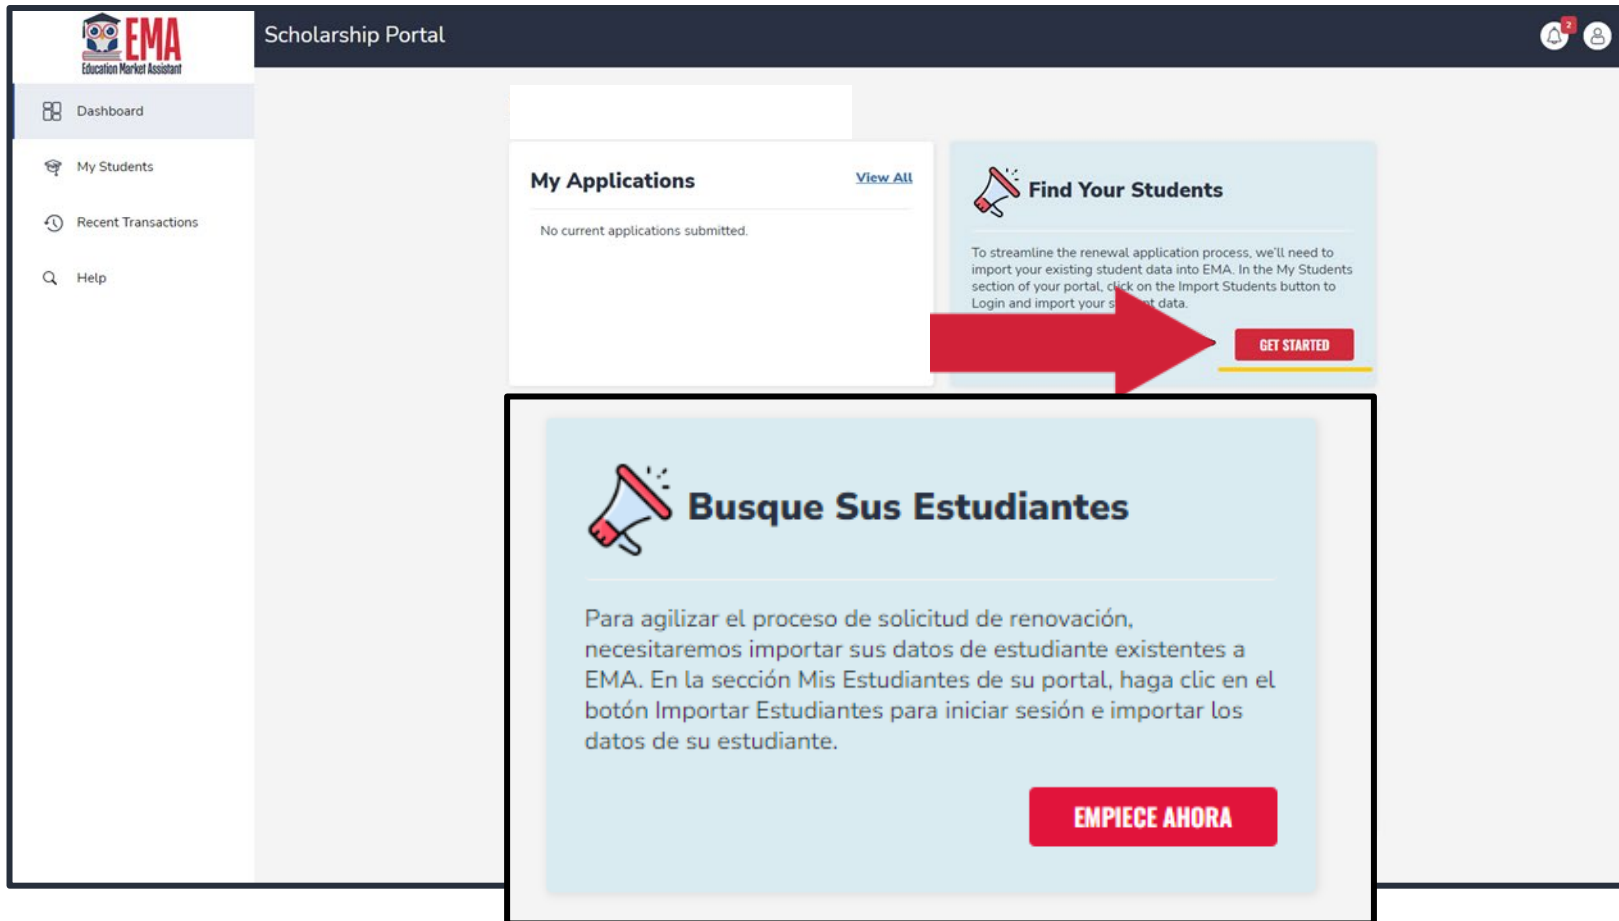 EMA
Education Market Assistant
Scholarship Portal
2
Dashboard
My Students
Recent Transactions
Help
My Applications
View All
No current applications submitted.
Find Your Students
To streamline the renewal application process, we'll need to
import your existing student data into EMA. In the My Students
section of your portal, click on the Import Students button to
Login and import your student data.
GET STARTED
Busque Sus Estudiantes
Para agilizar el proceso de solicitud de renovación,
necesitaremos importar sus datos de estudiante existentes a
EMA. En la sección Mis Estudiantes de su portal, haga clic en el
botón Importar Estudiantes para iniciar sesión e importar los
datos de su estudiante.
EMPIECE AHORA